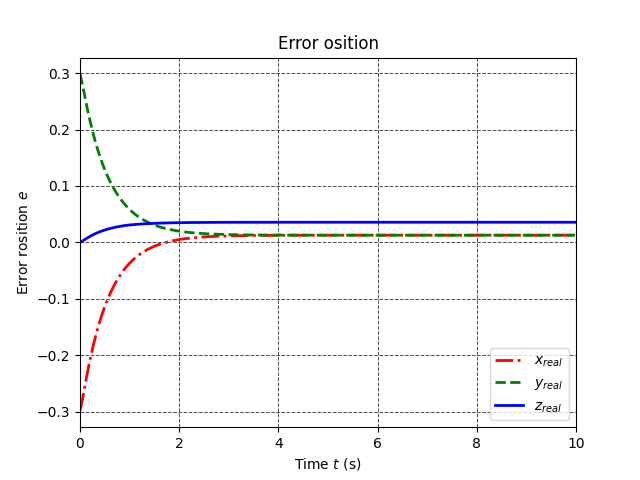 Error osition
Error rosition e
0.3
0.2
0.1
0.0
−0.1
−0.2
−0.3
0 2 4 6 8 10
Time t (s)
x_real
y_real
z_real